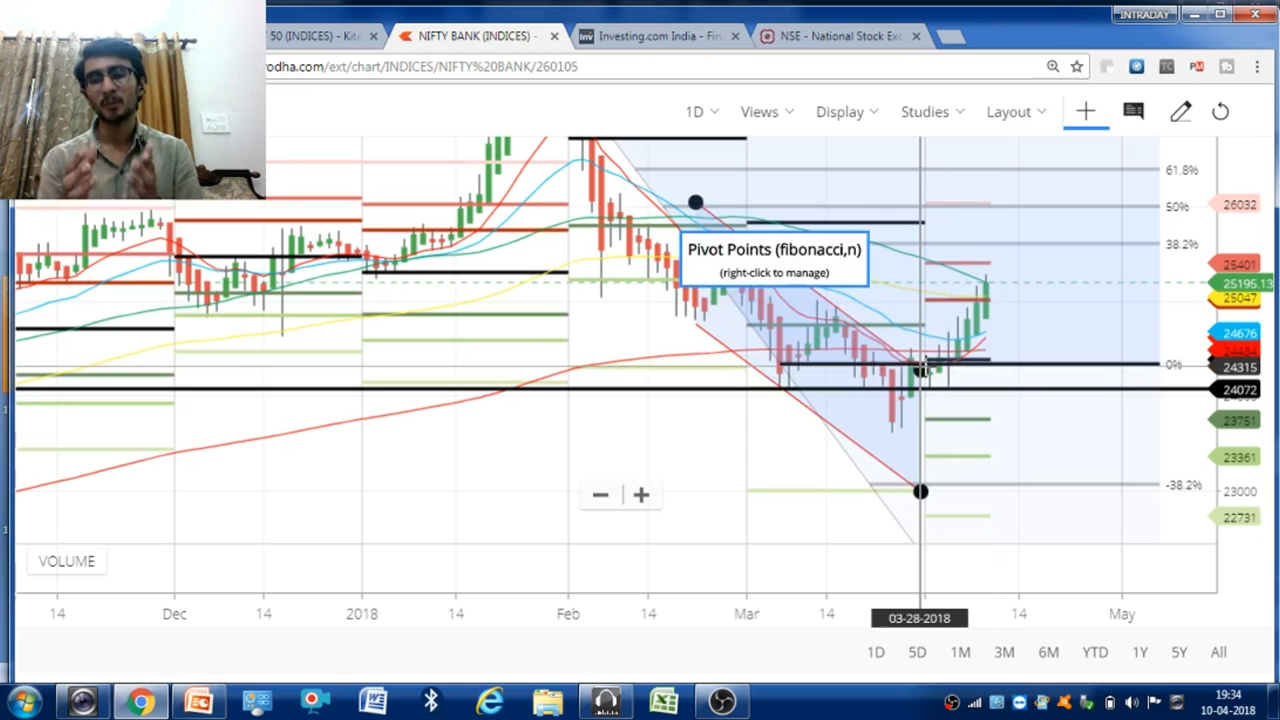 INTRADAY
50 (INDICES) - Kite
NIFTY BANK (INDICES) -
Investing.com India - Fin
NSE - National Stock Exc
rodha.com/ext/chart/INDICES/NIFTY%20BANK/260105
1D Views Display Studies Layout
61.8%
50%
26032
38.2%
Pivot Points (fibonacci,n)
(right-click to manage)
25401
25195.13
25047
24676
0%
24315
24072
23751
23361
-38.2%
23000
22731
VOLUME
14 Dec 14 2018 14 Feb 14 Mar 14 03-28-2018 14 May
1D 5D 1M 3M 6M YTD 1Y 5Y All
19:34
10-04-2018